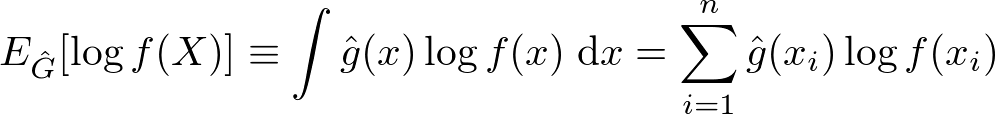 E_{\hat{G}}[\log f(X)] \equiv \int \hat{g}(x) \log f(x) \; \mathrm{d}x = \sum_{i=1}^{n} \hat{g}(x_i) \log f(x_i)